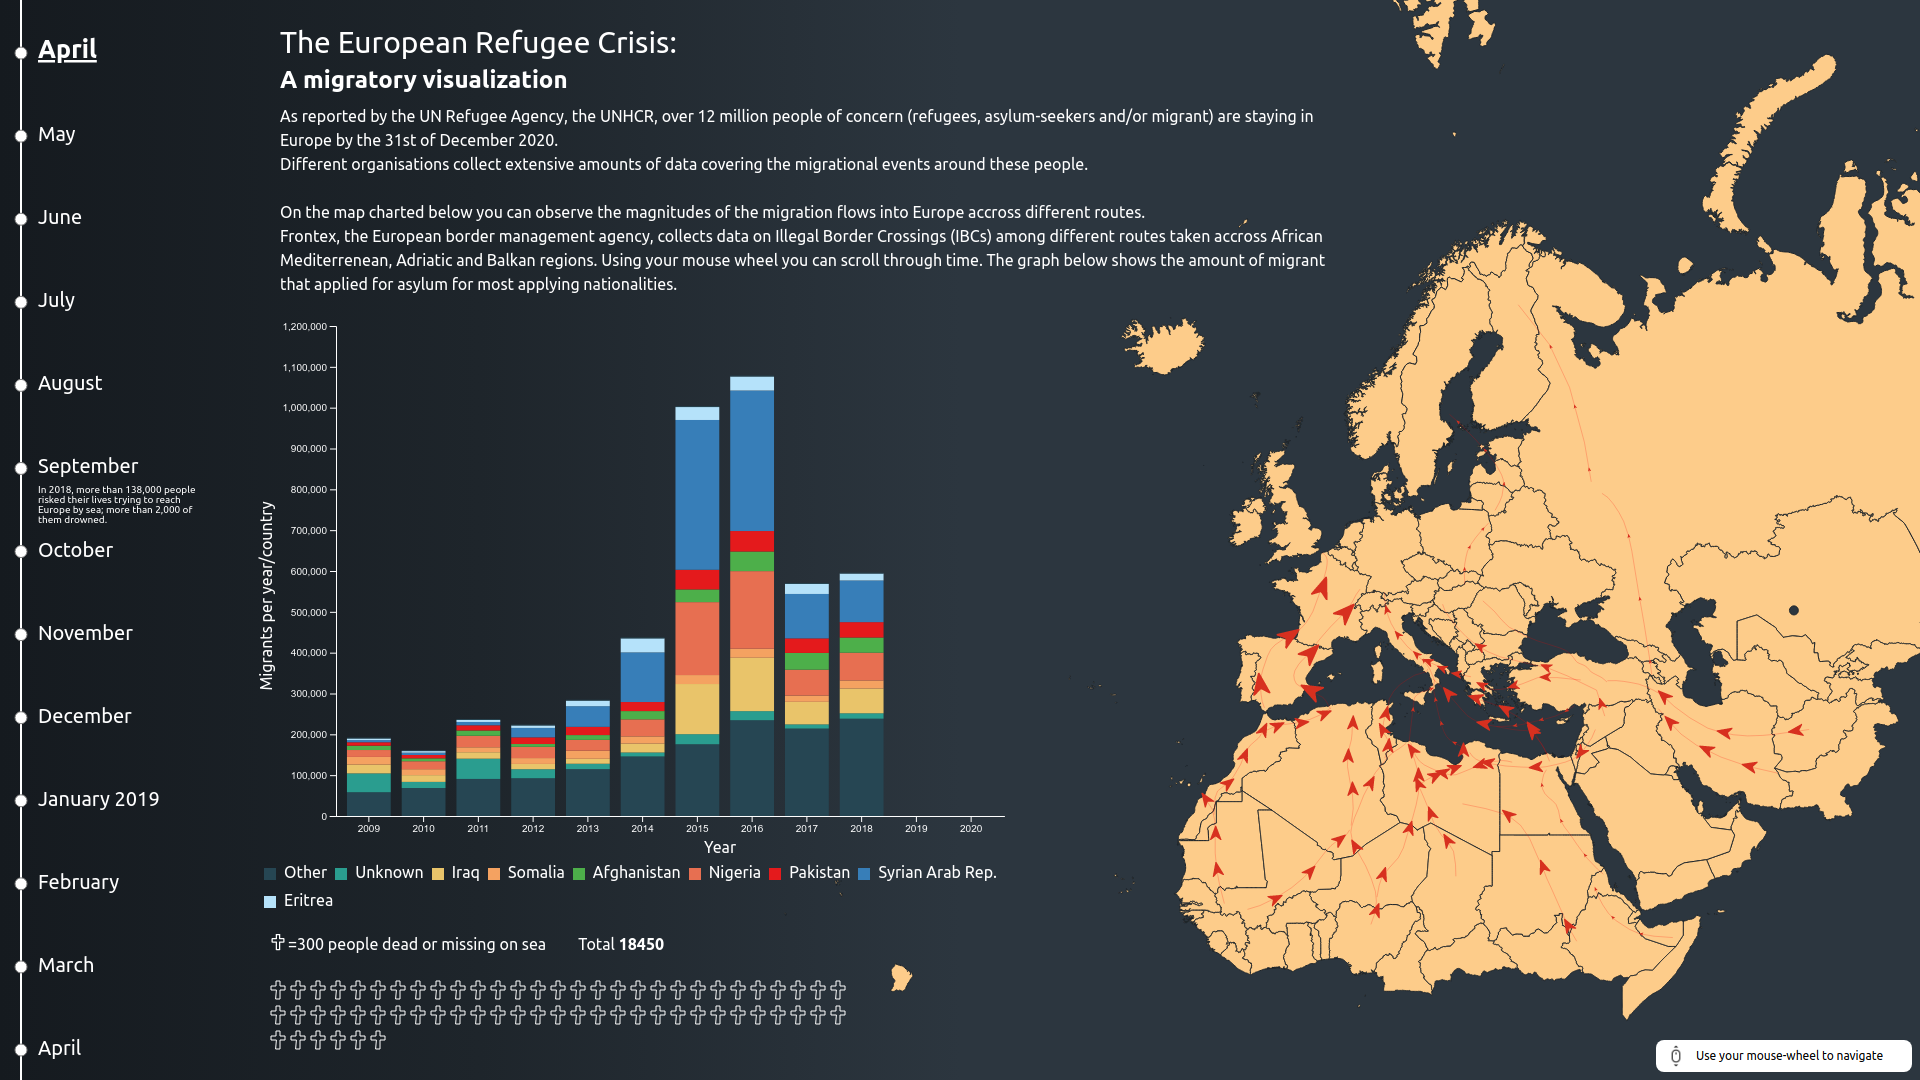 April
May
June
July
August
September
In 2018, more than 138,000 people
risked their lives trying to reach
Europe by sea; more than 2,000 of
them drowned.
October
November
December
January 2019
February
March
April
The European Refugee Crisis:
A migratory visualization
As reported by the UN Refugee Agency, the UNHCR, over 12 million people of concern (refugees, asylum-seekers and/or migrant) are staying in
Europe by the 31st of December 2020.
Different organisations collect extensive amounts of data covering the migrational events around these people.
On the map charted below you can observe the magnitudes of the migration flows into Europe accross different routes.
Frontex, the European border management agency, collects data on Illegal Border Crossings (IBCs) among different routes taken accross African
Mediterrenean, Adriatic and Balkan regions. Using your mouse wheel you can scroll through time. The graph below shows the amount of migrant
that applied for asylum for most applying nationalities.
Migrants per year/country
1,200,000
1,100,000
1,000,000
900,000
800,000
700,000
600,000
500,000
400,000
300,000
200,000
100,000
0
2009 2010 2011 2012 2013 2014 2015 2016 2017 2018 2019 2020
Year
Other Unknown Iraq Somalia Afghanistan Nigeria Pakistan Syrian Arab Rep.
Eritrea
=300 people dead or missing on sea Total 18450
Use your mouse-wheel to navigate